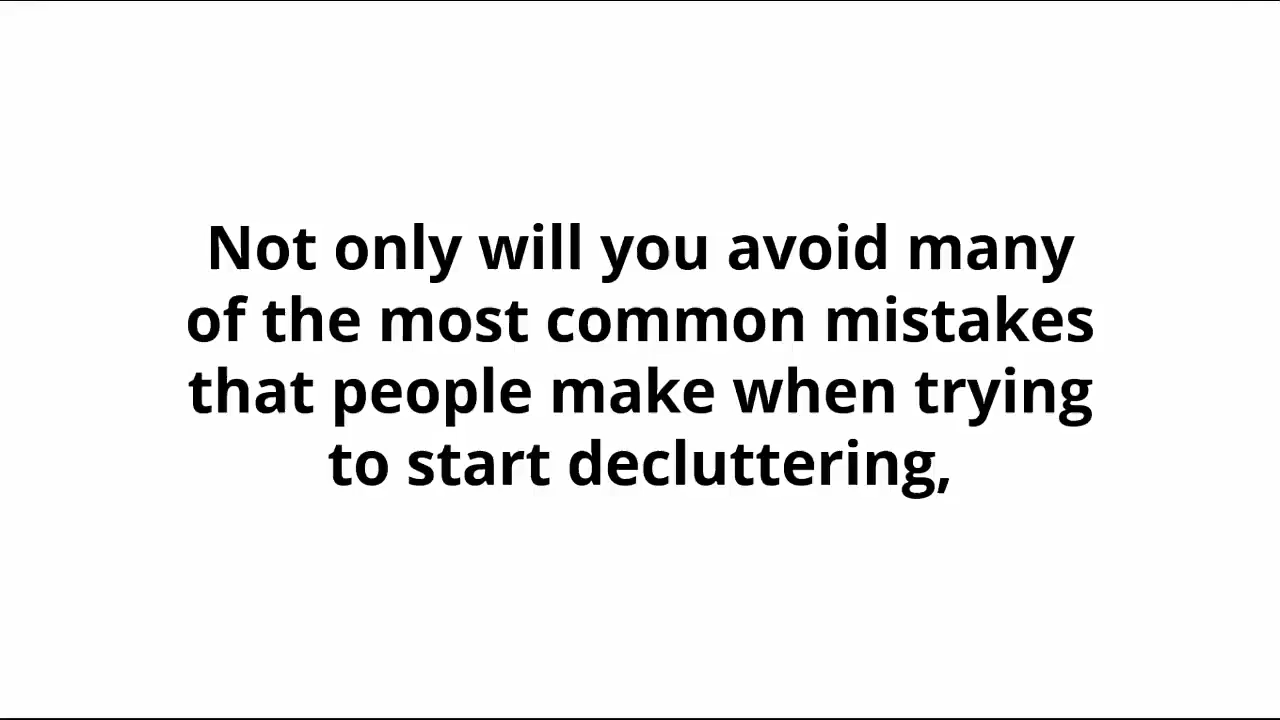 Not only will you avoid many
of the most common mistakes
that people make when trying
to start decluttering,